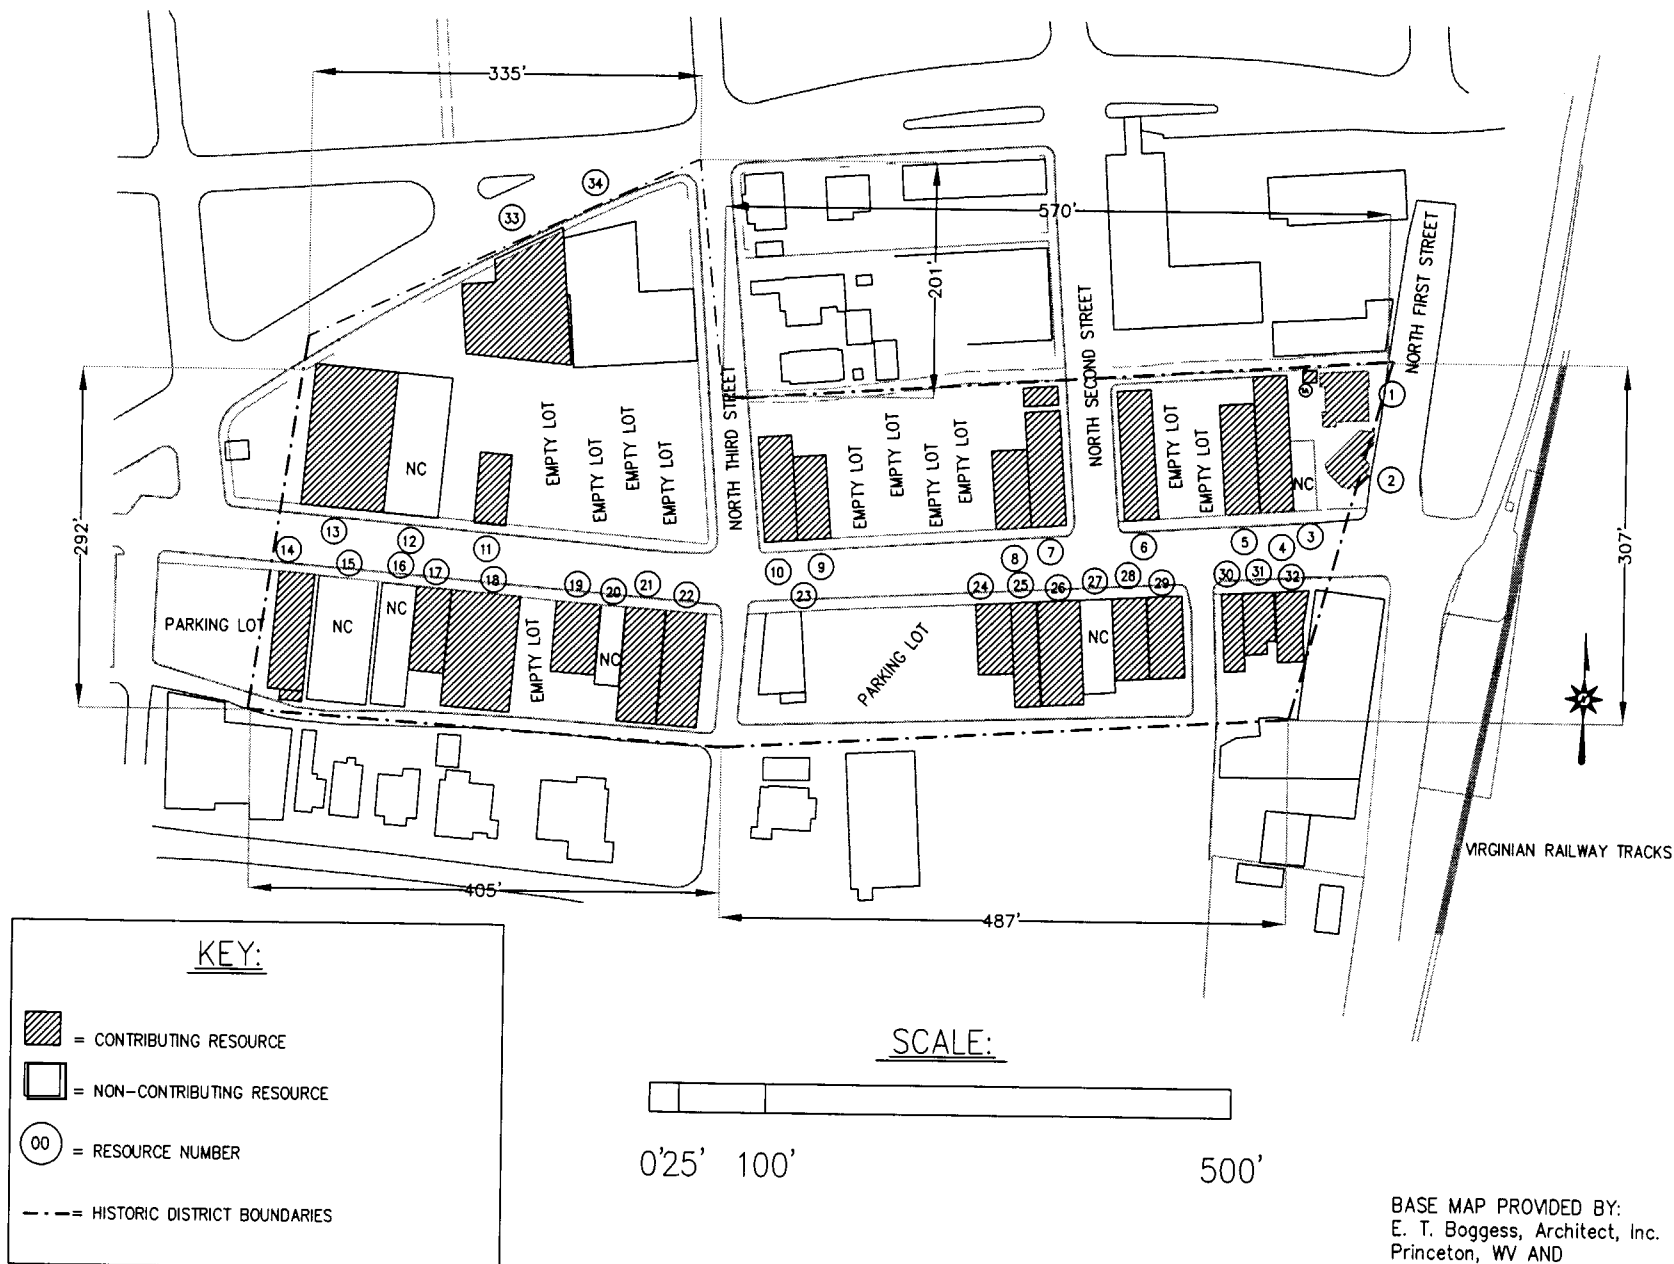 335'
34
33
570'
201'
NORTH FIRST STREET
NORTH SECOND STREET
NORTH THIRD STREET
1
2
292'
307'
NC
EMPTY LOT
EMPTY LOT
EMPTY LOT
EMPTY LOT
EMPTY LOT
EMPTY LOT
EMPTY LOT
EMPTY LOT
EMPTY LOT
EMPTY LOT
NC
13
12
11
10
9
8
7
6
5
4
3
14
15
16
17
18
19
20
21
22
23
24
25
26
27
28
29
30
31
32
PARKING LOT
NC
NC
EMPTY LOT
NC
PARKING LOT
NC
VIRGINIAN RAILWAY TRACKS
405'
487'
KEY:
= CONTRIBUTING RESOURCE
= NON-CONTRIBUTING RESOURCE
00 = RESOURCE NUMBER
= HISTORIC DISTRICT BOUNDARIES
SCALE:
0'25' 100' 500'
BASE MAP PROVIDED BY:
E. T. Boggess, Architect, Inc.
Princeton, WV AND